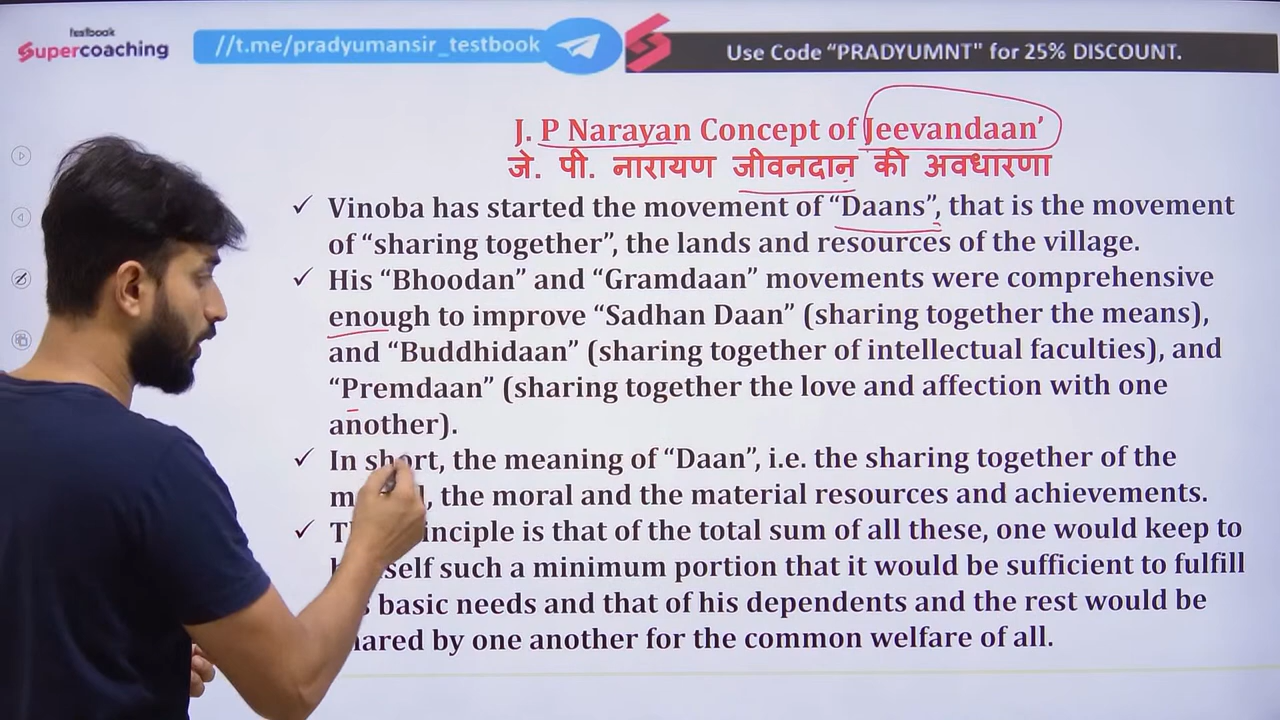 testbook
Supercoaching
//t.me/pradyumansir_testbook
Use Code “PRADYUMNT" for 25% DISCOUNT.
J. P Narayan Concept of Jeevandaan’
जे. पी. नारायण जीवनदान की अवधारणा
✓ Vinoba has started the movement of “Daans”, that is the movement
of “sharing together”, the lands and resources of the village.
✓ His “Bhoodan” and “Gramdaan” movements were comprehensive
enough to improve “Sadhan Daan” (sharing together the means),
and “Buddhidaan” (sharing together of intellectual faculties), and
“Premdaan” (sharing together the love and affection with one
another).
✓ In short, the meaning of “Daan”, i.e. the sharing together of the
, the moral and the material resources and achievements.
✓ is that of the total sum of all these, one would keep to
such a minimum portion that it would be sufficient to fulfill
basic needs and that of his dependents and the rest would be
by one another for the common welfare of all.